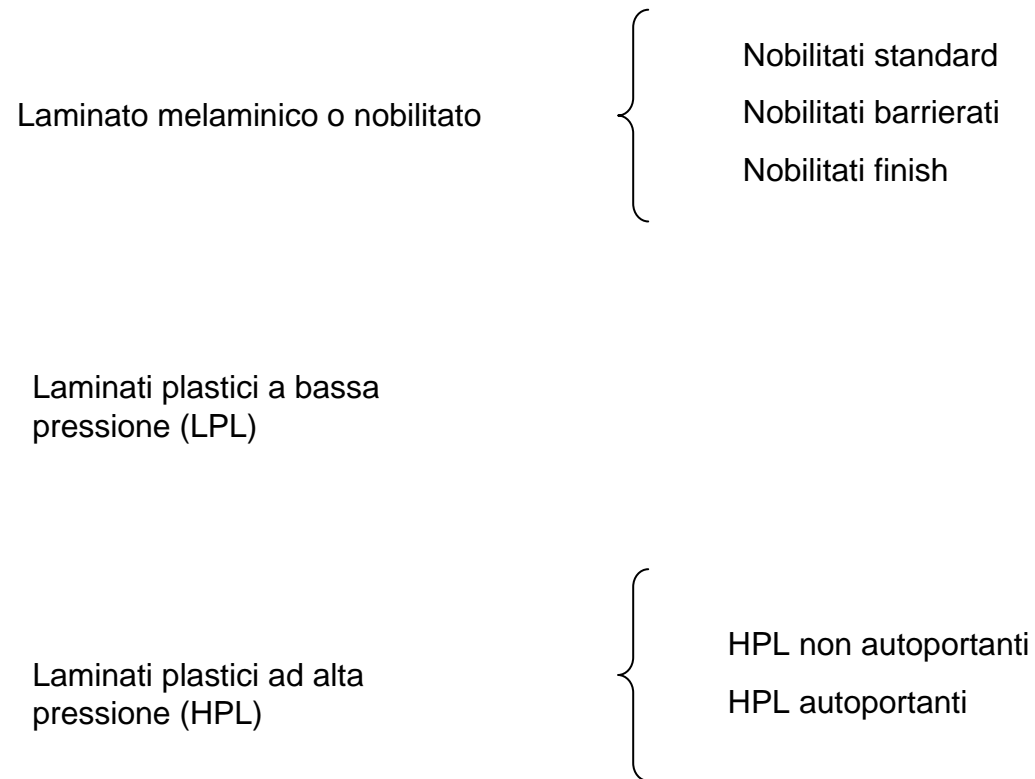 Laminato melaminico o nobilitato
Nobilitati standard
Nobilitati barrierati
Nobilitati finish
Laminati plastici a bassa
pressione (LPL)
Laminati plastici ad alta
pressione (HPL)
HPL non autoportanti
HPL autoportanti